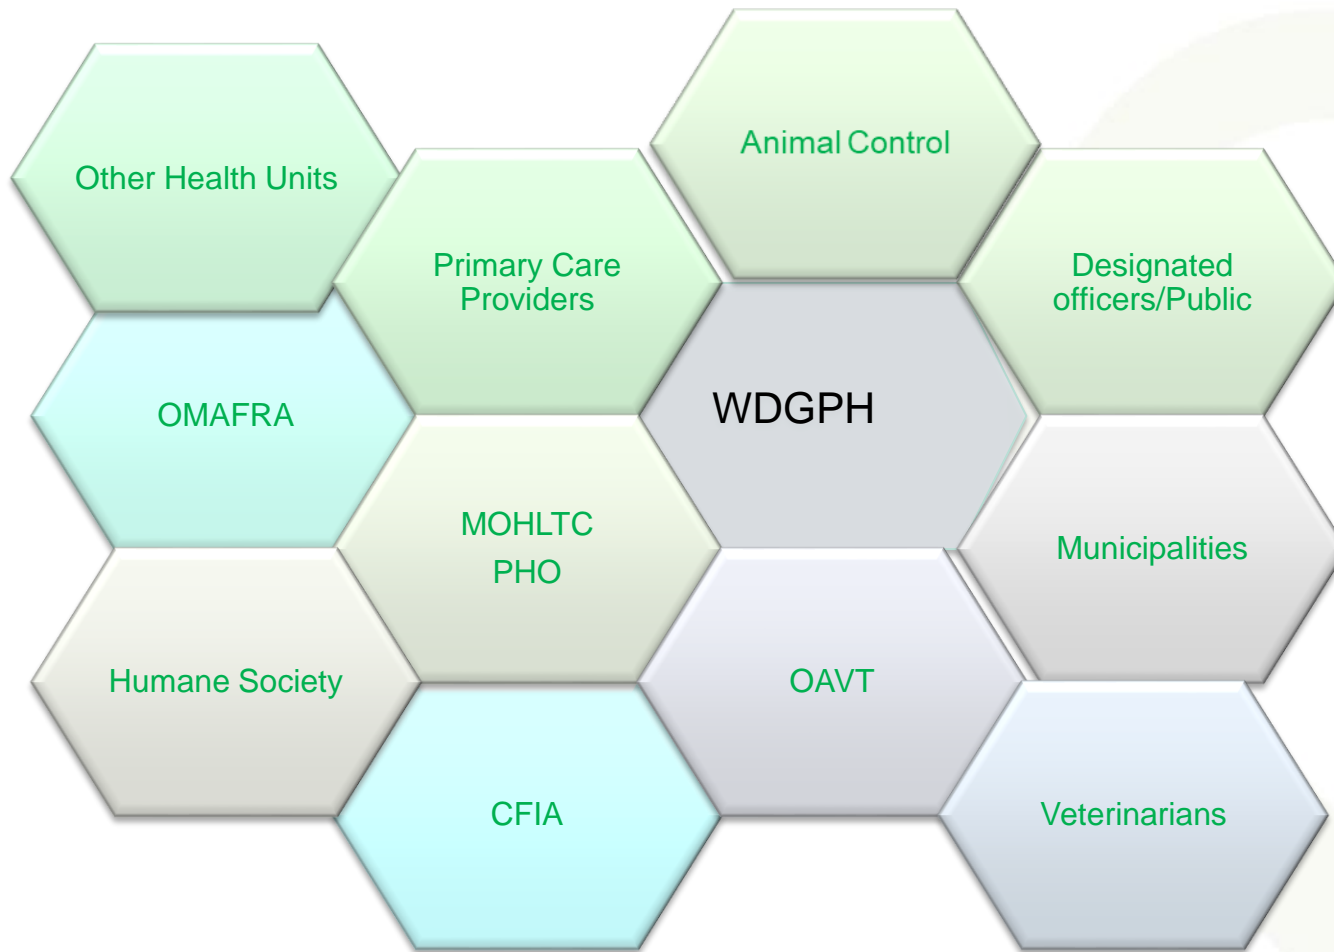 Animal Control
Other Health Units
Primary Care
Providers
Designated
officers/Public
OMAFRA
WDGPH
MOHLTC
PHO
Municipalities
Humane Society
OAVT
CFIA
Veterinarians